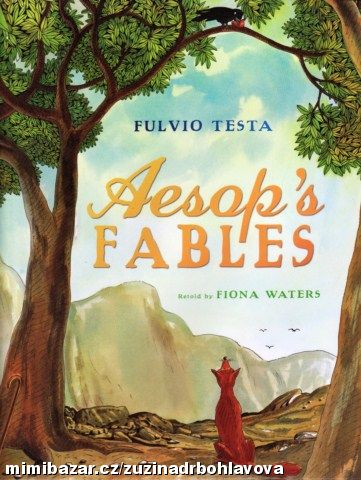 FULVIO TESTA
Aesop's
FABLES
Retold by FIONA WATERS
mimibazar.cz/zuzinadrbohlavova